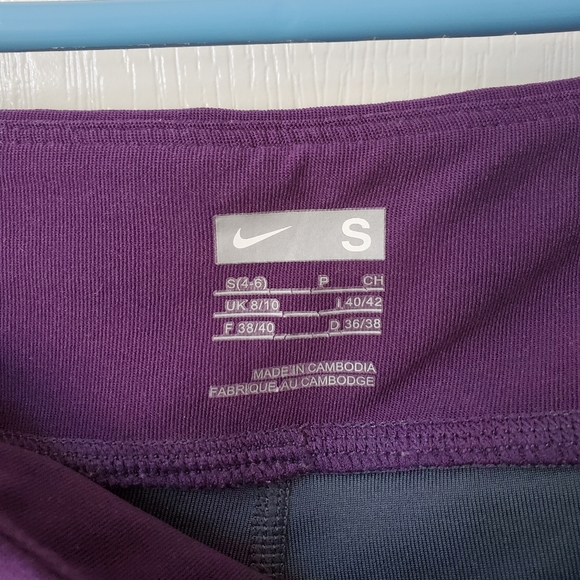 S
S(4-6) P CH
UK 8/10 I 40/42
F 38/40 D 36/38
MADE IN CAMBODIA
FABRIQUE AU CAMBODGE